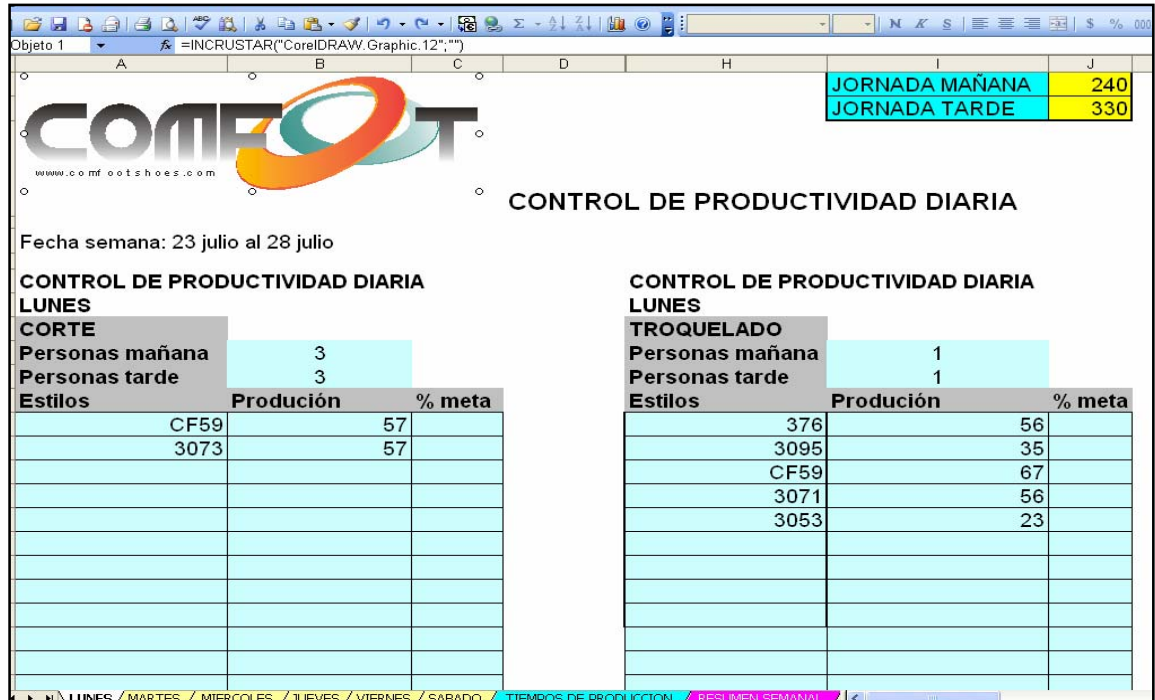 N K S $ % 000
Objeto 1 fx =INCRUSTAR("CorelDRAW.Graphic.12";"")
A B C D H I J
JORNADA MAÑANA 240
JORNADA TARDE 330
COMFOOT
www.comfootshoes.com
CONTROL DE PRODUCTIVIDAD DIARIA
Fecha semana: 23 julio al 28 julio
CONTROL DE PRODUCTIVIDAD DIARIA
LUNES
CORTE
Personas mañana 3
Personas tarde 3
Estilos Produción % meta
CF59 57
3073 57
CONTROL DE PRODUCTIVIDAD DIARIA
LUNES
TROQUELADO
Personas mañana 1
Personas tarde 1
Estilos Produción % meta
376 56
3095 35
CF59 67
3071 56
3053 23
LUNES / MARTES / MIERCOLES / JUEVES / VIERNES / SABADO / TIEMPOS DE PRODUCCION / RESUMEN SEMANAL